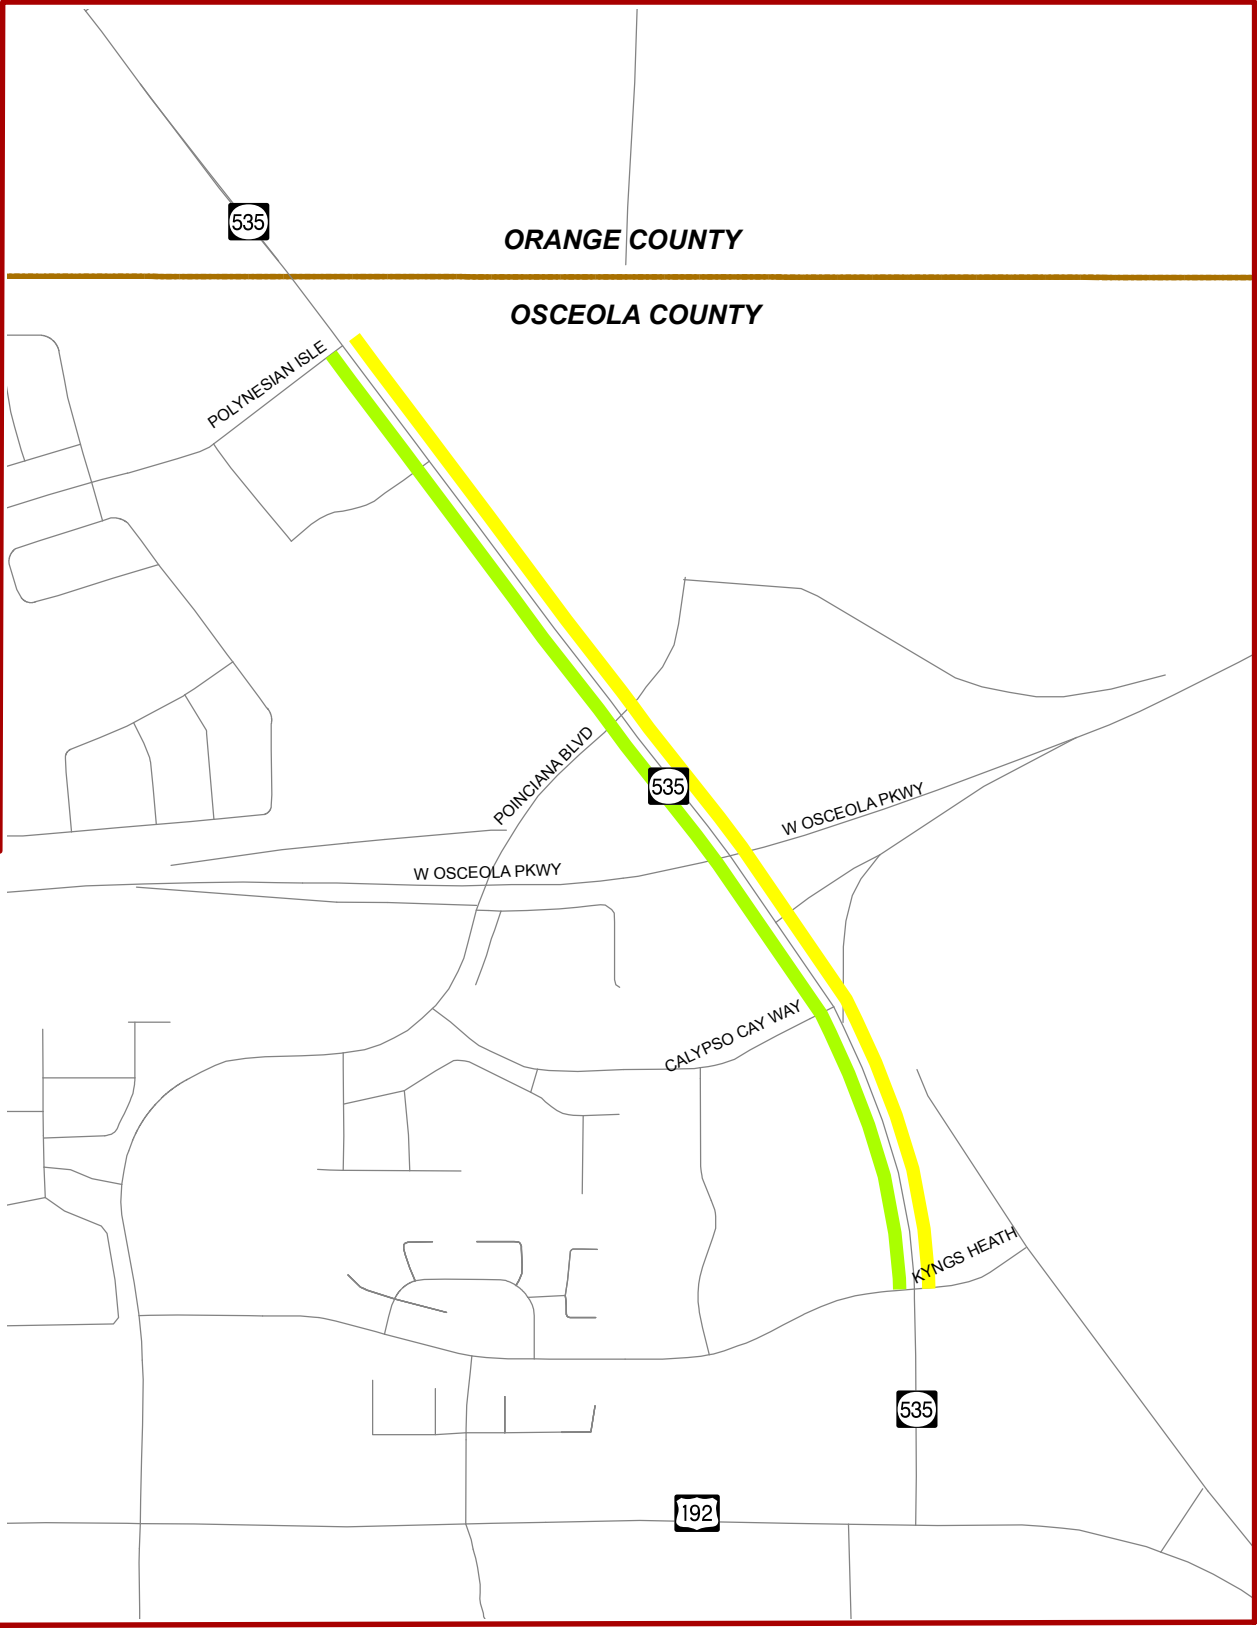 535
ORANGE COUNTY
OSCEOLA COUNTY
POLYNESIAN ISLE
POINCIANA BLVD
535
W OSCEOLA PKWY
W OSCEOLA PKWY
CALYPSO CAY WAY
KYNGS HEATH
535
192